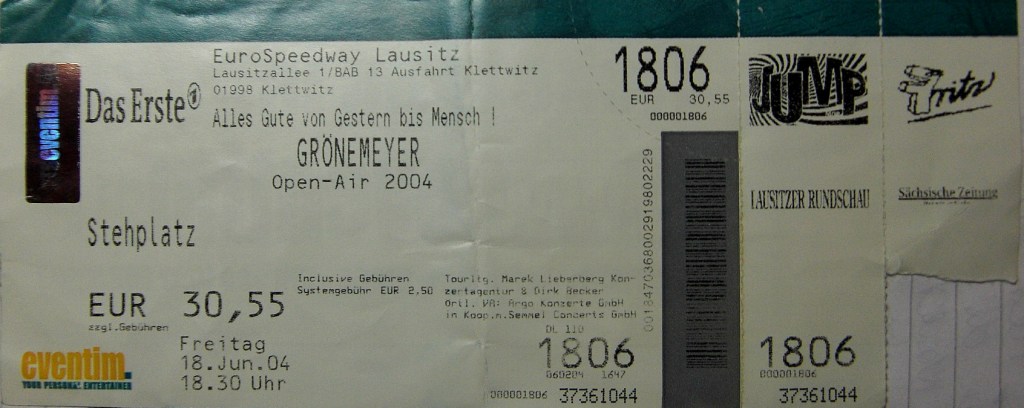 eventim.
Das Erste
EuroSpeedway Lausitz
Lausitzallee 1/BAB 13 Ausfahrt Klettwitz
01998 Klettwitz
Alles Gute von Gestern bis Mensch !
GRÖNEMEYER
Open-Air 2004
Stehplatz
EUR 30,55
zzgl.Gebühren
Inclusive Gebühren
Systemgebühr EUR 2,50
Tourltg. Marek Lieberberg Kon-
zertagentur & Dirk Becker
Örtl. VA: Argo Konzerte GmbH
in Koop.m.Semmel Concerts GmbH
eventim.
YOUR PERSONAL ENTERTAINER
Freitag
18.Jun.04
18.30 Uhr
1806
EUR 30,55
000001806
00184703680002919802229
DL 110
1806
060204 1647
000001806 37361044
JUMP
Fritz
LAUSITZER RUNDSCHAU
Sächsische Zeitung
1806
000001806
37361044